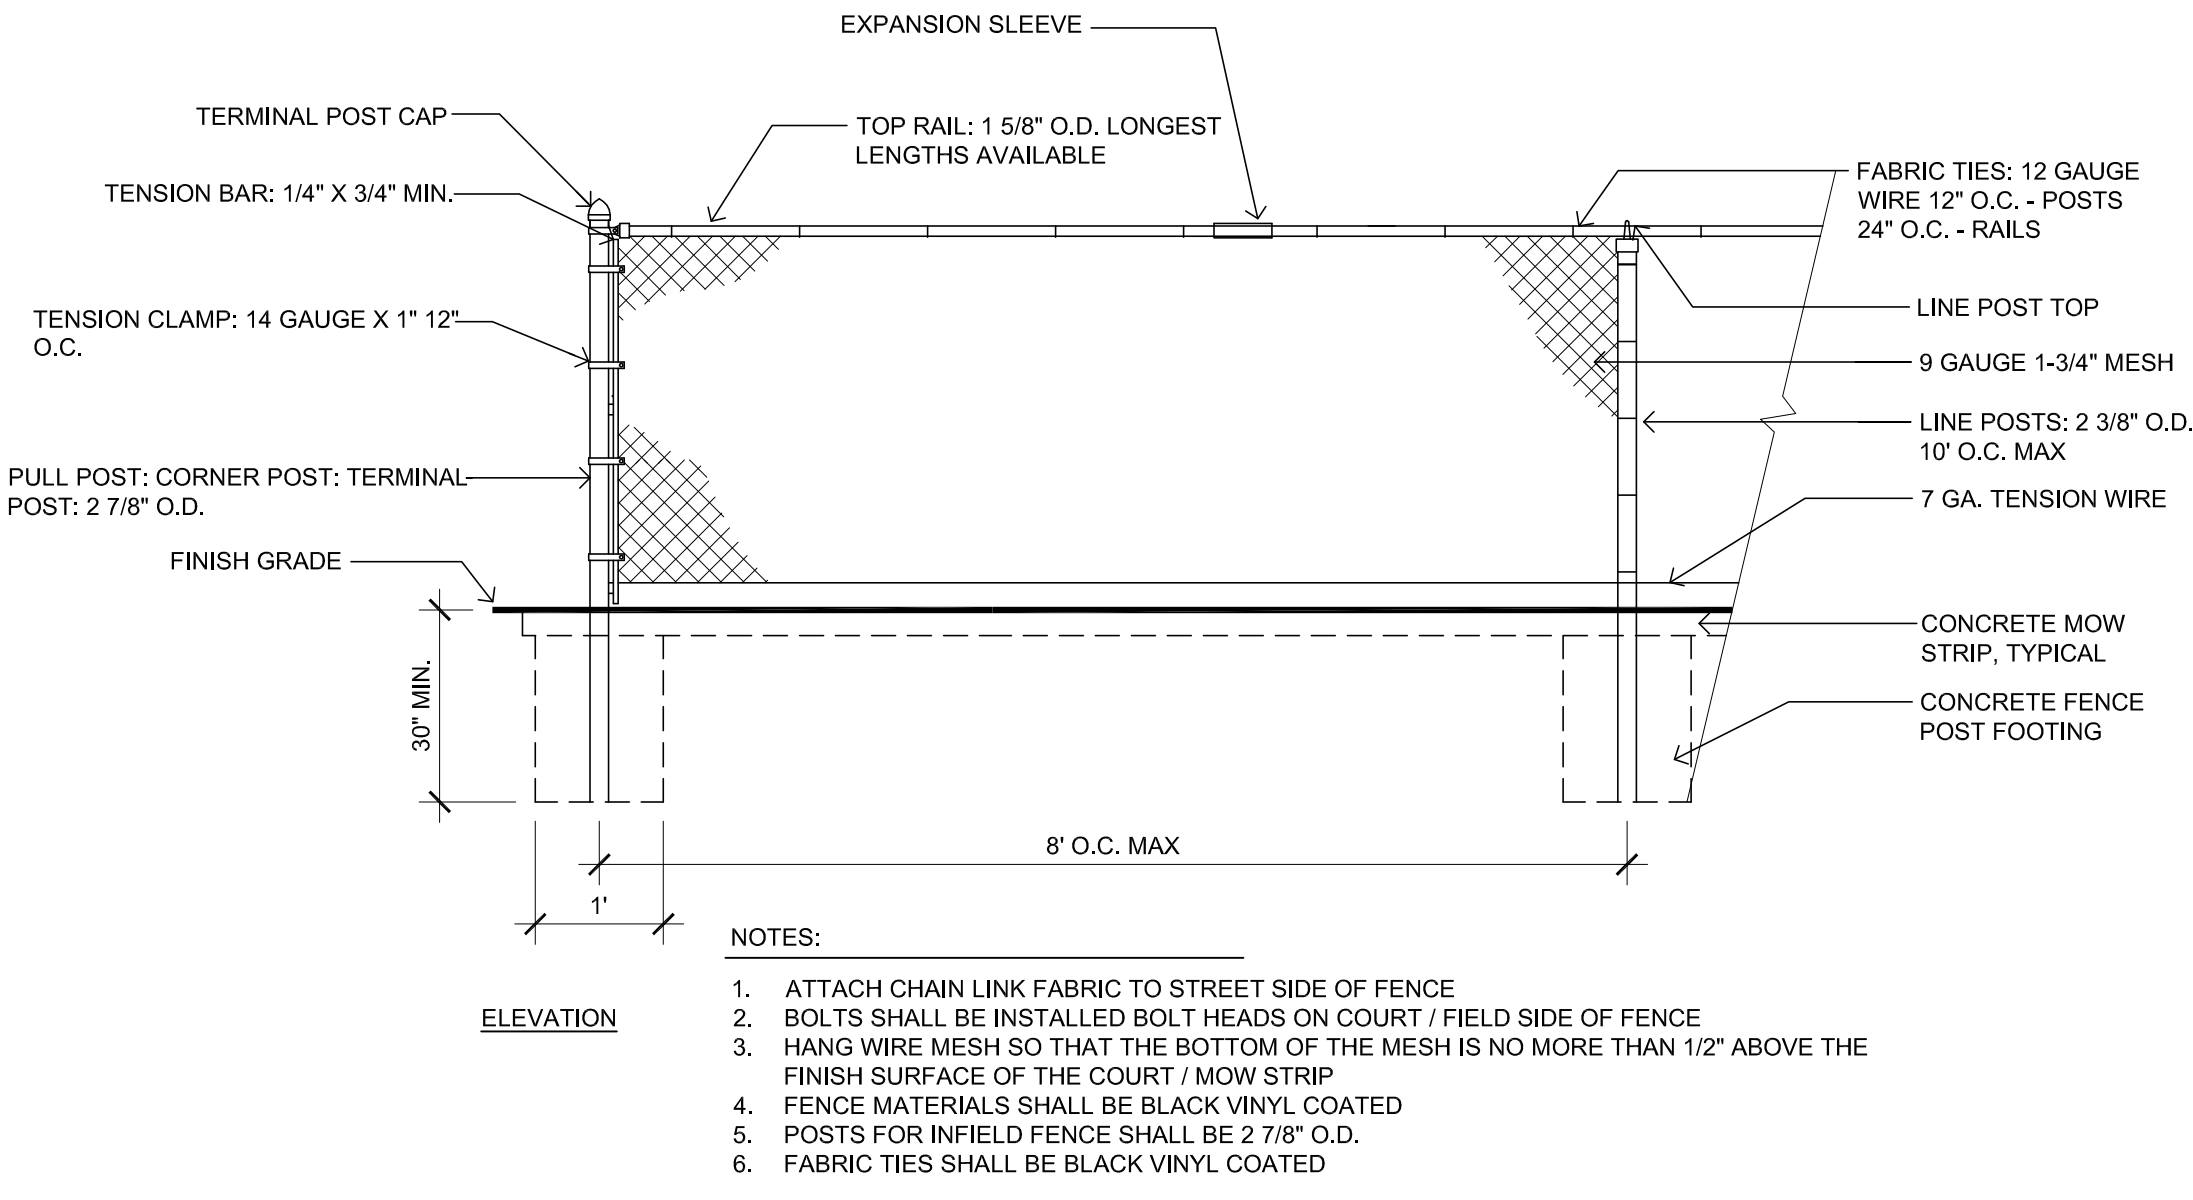 EXPANSION SLEEVE
TERMINAL POST CAP
TOP RAIL: 1 5/8" O.D. LONGEST
LENGTHS AVAILABLE
TENSION BAR: 1/4" X 3/4" MIN.
FABRIC TIES: 12 GAUGE
WIRE 12" O.C. - POSTS
24" O.C. - RAILS
TENSION CLAMP: 14 GAUGE X 1" 12"
O.C.
LINE POST TOP
9 GAUGE 1-3/4" MESH
LINE POSTS: 2 3/8" O.D.
10' O.C. MAX
PULL POST: CORNER POST: TERMINAL
POST: 2 7/8" O.D.
7 GA. TENSION WIRE
FINISH GRADE
CONCRETE MOW
STRIP, TYPICAL
30" MIN.
CONCRETE FENCE
POST FOOTING
8' O.C. MAX
1'
NOTES:
1. ATTACH CHAIN LINK FABRIC TO STREET SIDE OF FENCE
2. BOLTS SHALL BE INSTALLED BOLT HEADS ON COURT / FIELD SIDE OF FENCE
3. HANG WIRE MESH SO THAT THE BOTTOM OF THE MESH IS NO MORE THAN 1/2" ABOVE THE
FINISH SURFACE OF THE COURT / MOW STRIP
4. FENCE MATERIALS SHALL BE BLACK VINYL COATED
5. POSTS FOR INFIELD FENCE SHALL BE 2 7/8" O.D.
6. FABRIC TIES SHALL BE BLACK VINYL COATED
ELEVATION